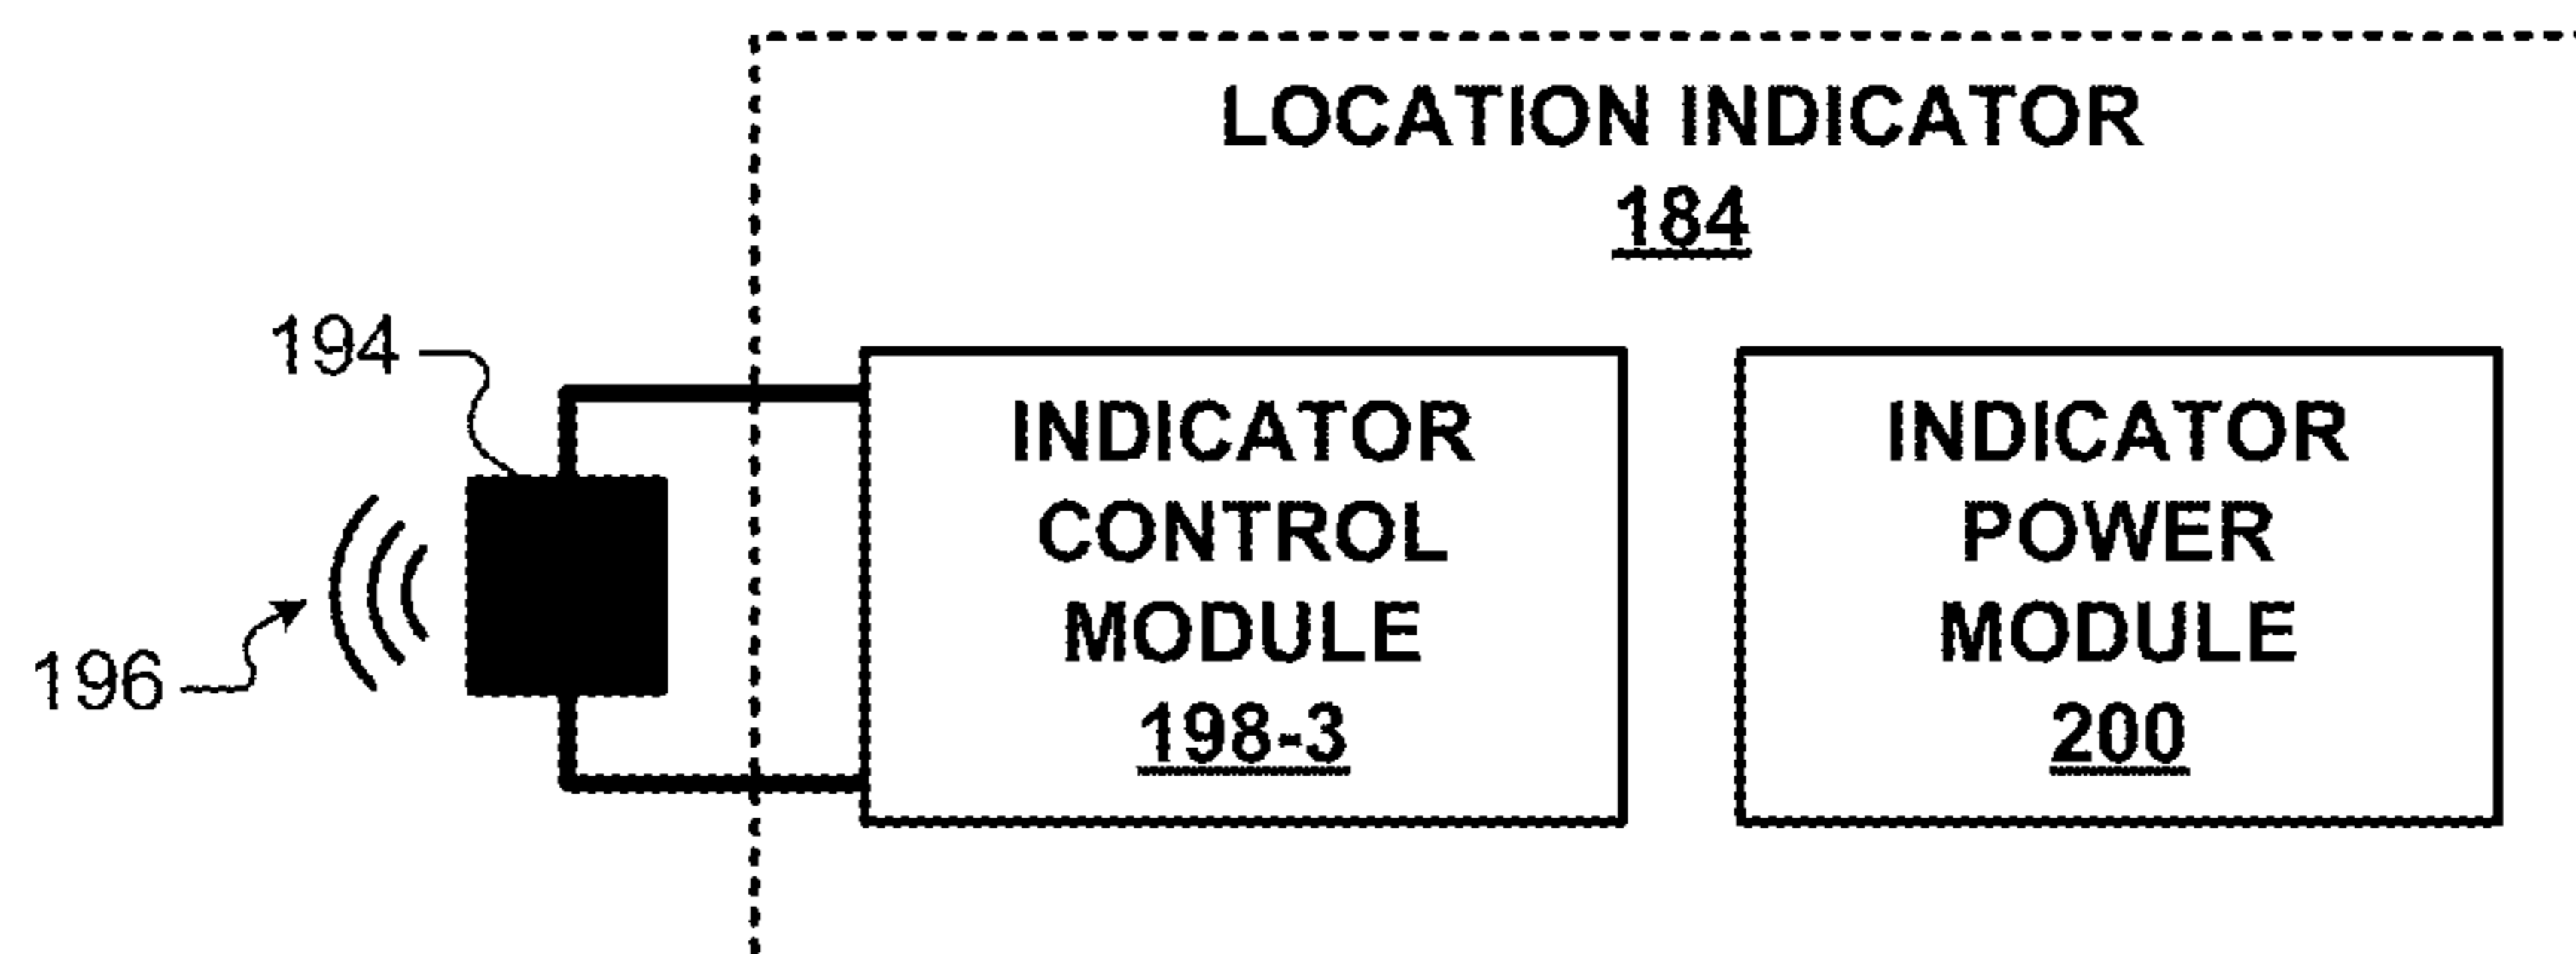 LOCATION INDICATOR
184
194
INDICATOR
CONTROL
MODULE
198-3
INDICATOR
POWER
MODULE
200
196